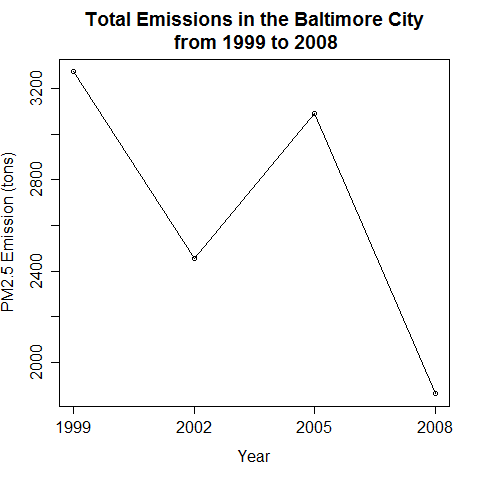 Total Emissions in the Baltimore City
from 1999 to 2008
PM2.5 Emission (tons)
3200
2800
2400
2000
1999 2002 2005 2008
Year